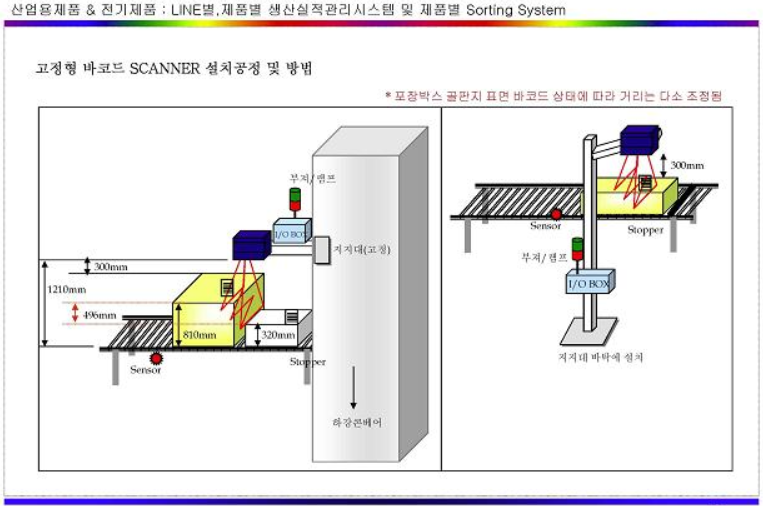 산업용제품 & 전기제품 : LINE별,제품별 생산실적관리시스템 및 제품별 Sorting System
고정형 바코드 SCANNER 설치공정 및 방법
* 포장박스 골판지 표면 바코드 상태에 따라 거리는 다소 조정됨
부져/램프
I/O BOX
지지대(고정)
300mm
1210mm
496mm
810mm
320mm
Sensor
Stopper
하강콘베어
300mm
Sensor
Stopper
부져/램프
I/O BOX
지지대 바닥에 설치